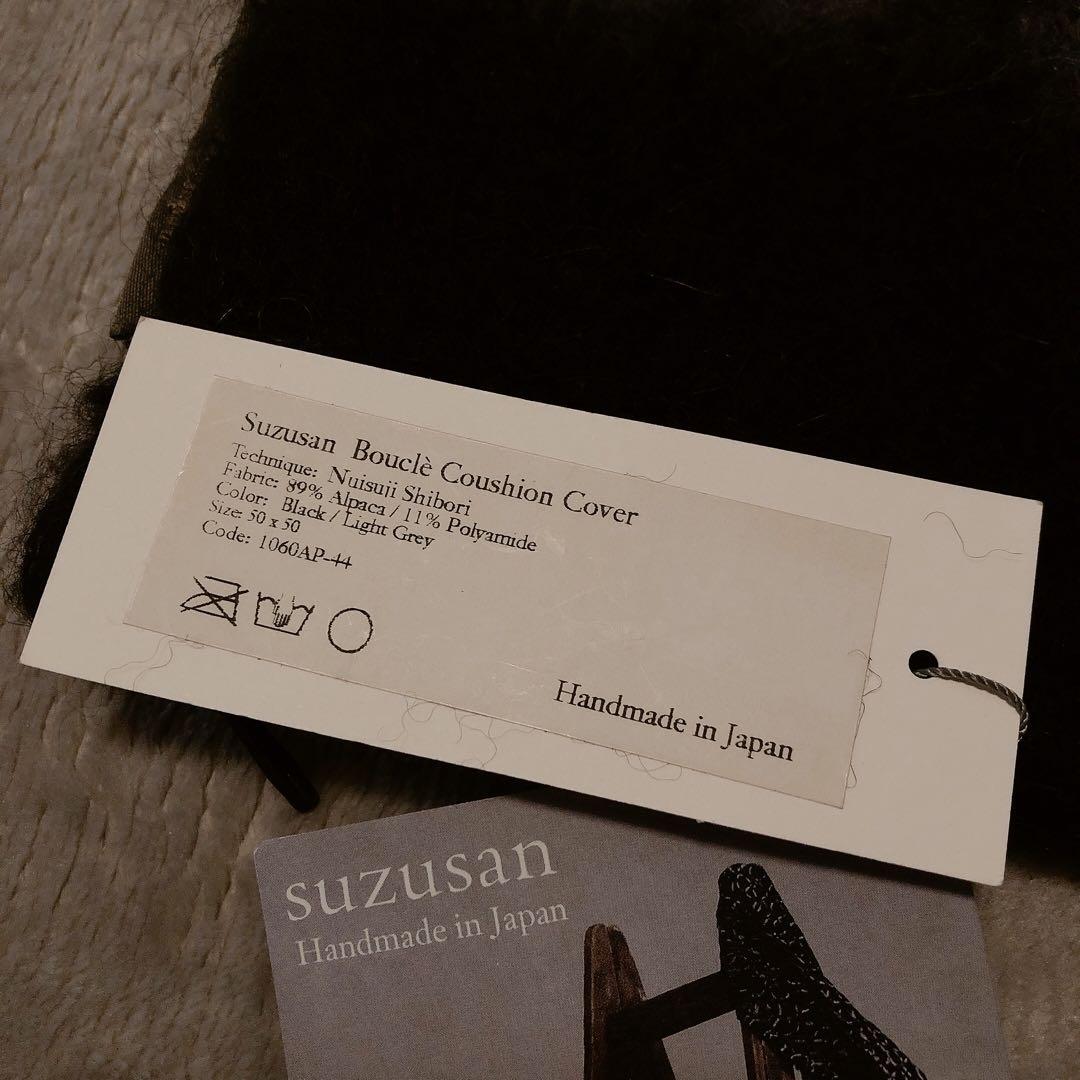 Suzusan Bouclè Coushion Cover
Technique: Nuisuji Shibori
Fabric: 89% Alpaca / 11% Polyamide
Color: Black / Light Grey
Size: 50 x 50
Code: 1060AP-44
Handmade in Japan
suzusan
Handmade in Japan